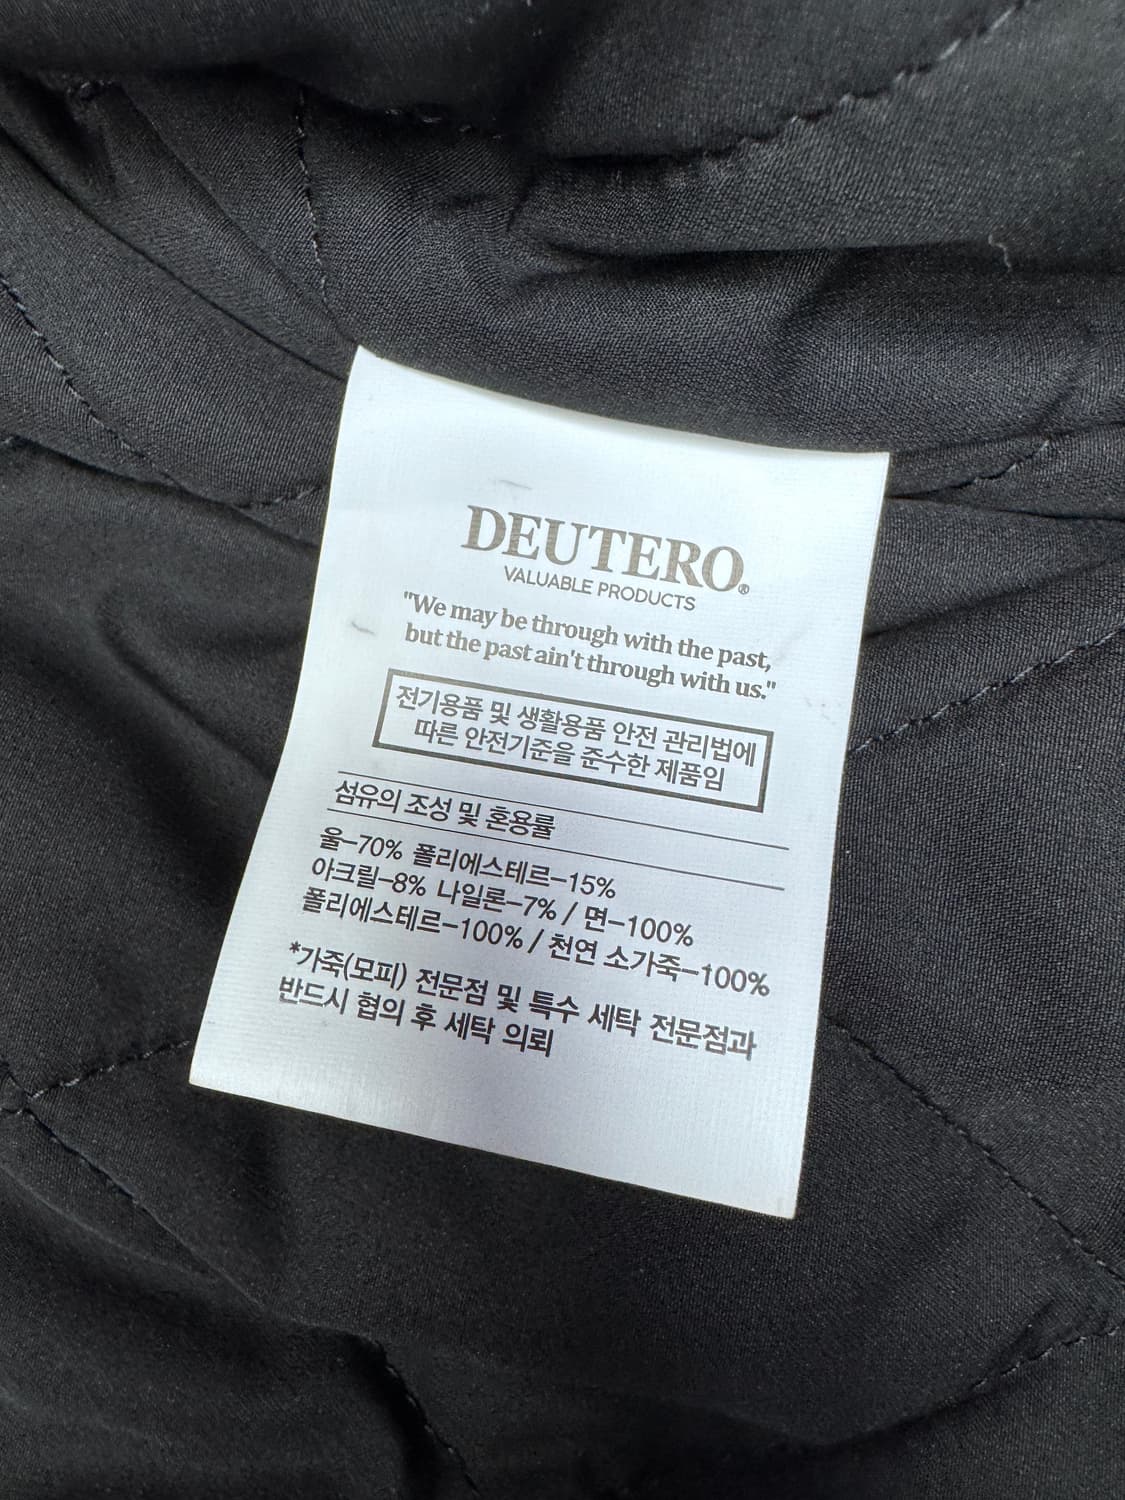 DEUTERO®
VALUABLE PRODUCTS
"We may be through with the past,
but the past ain't through with us."
전기용품 및 생활용품 안전 관리법에
따른 안전기준을 준수한 제품임
섬유의 조성 및 혼용률
울-70% 폴리에스테르-15%
아크릴-8% 나일론-7% / 면-100%
폴리에스테르-100% / 천연 소가죽-100%
*가죽(모피) 전문점 및 특수 세탁 전문점과
반드시 협의 후 세탁 의뢰